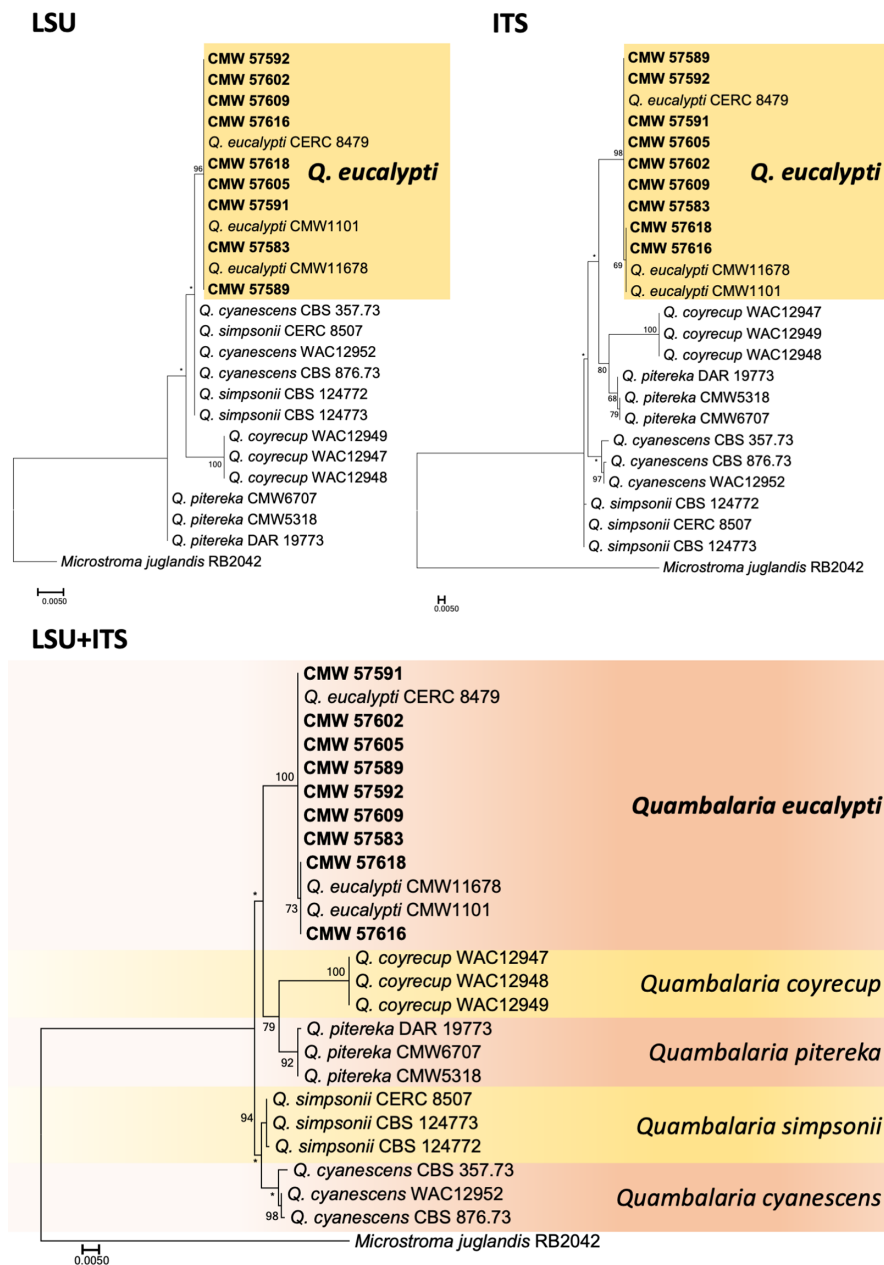 LSU
CMW 57592
CMW 57602
CMW 57609
CMW 57616
Q. eucalypti CERC 8479
CMW 57618
96
Q. eucalypti
CMW 57605
CMW 57591
Q. eucalypti CMW1101
CMW 57583
Q. eucalypti CMW11678
CMW 57589
*
Q. cyanescens CBS 357.73
Q. simpsonii CERC 8507
Q. cyanescens WAC12952
*
Q. cyanescens CBS 876.73
Q. simpsonii CBS 124772
Q. simpsonii CBS 124773
Q. coyrecup WAC12949
Q. coyrecup WAC12947
100
Q. coyrecup WAC12948
Q. pitereka CMW6707
Q. pitereka CMW5318
Q. pitereka DAR 19773
Microstroma juglandis RB2042
0.0050
ITS
CMW 57589
CMW 57592
Q. eucalypti CERC 8479
CMW 57591
CMW 57605
98
CMW 57602
Q. eucalypti
CMW 57609
CMW 57583
CMW 57618
CMW 57616
*
69
Q. eucalypti CMW11678
Q. eucalypti CMW1101
Q. coyrecup WAC12947
100
Q. coyrecup WAC12949
Q. coyrecup WAC12948
*
80
Q. pitereka DAR 19773
68
Q. pitereka CMW5318
79
Q. pitereka CMW6707
Q. cyanescens CBS 357.73
*
Q. cyanescens CBS 876.73
97
Q. cyanescens WAC12952
Q. simpsonii CBS 124772
Q. simpsonii CERC 8507
Q. simpsonii CBS 124773
Microstroma juglandis RB2042
0.0050
LSU+ITS
CMW 57591
Q. eucalypti CERC 8479
CMW 57602
CMW 57605
CMW 57589
100
CMW 57592
Quambalaria eucalypti
CMW 57609
CMW 57583
CMW 57618
Q. eucalypti CMW11678
*
73
Q. eucalypti CMW1101
CMW 57616
Q. coyrecup WAC12947
100
Q. coyrecup WAC12948
Quambalaria coyrecup
Q. coyrecup WAC12949
79
Q. pitereka DAR 19773
92
Q. pitereka CMW6707
Quambalaria pitereka
Q. pitereka CMW5318
Q. simpsonii CERC 8507
94
Q. simpsonii CBS 124773
Quambalaria simpsonii
Q. simpsonii CBS 124772
*
Q. cyanescens CBS 357.73
*
Q. cyanescens WAC12952
Quambalaria cyanescens
98
Q. cyanescens CBS 876.73
Microstroma juglandis RB2042
0.0050